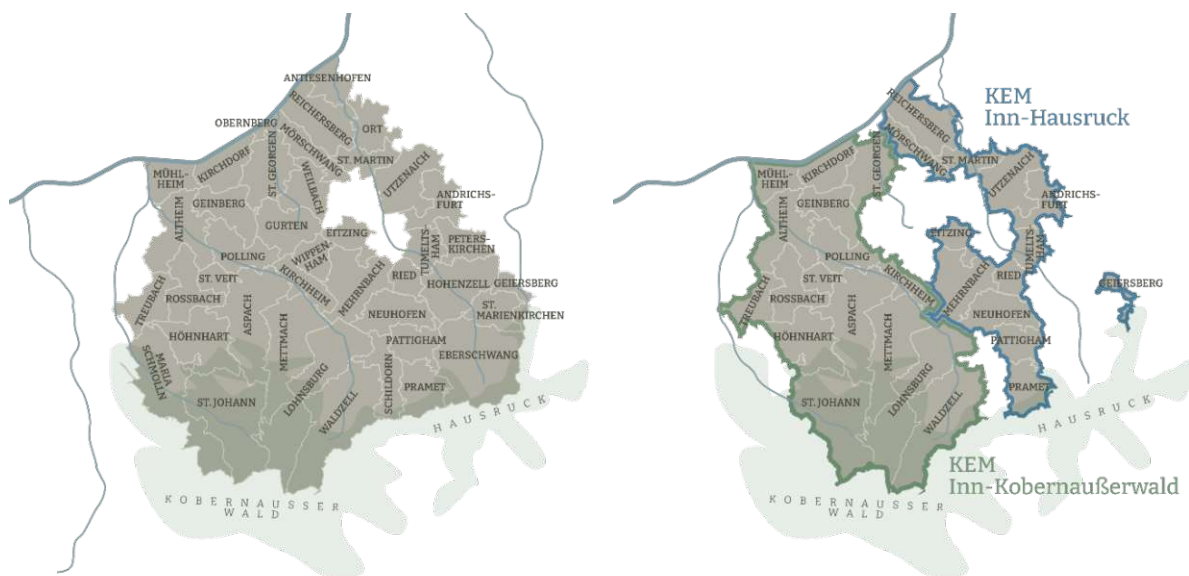 ANTIESENHOFEN
REICHERSBERG
OBERNBERG
ORT
MÖRSCHWANG
ST. GEORGEN
ST. MARTIN
KIRCHDORF
WEILBACH
UTZENAICH
MÜHL-
HEIM
GEINBERG
ANDRICHS-
FURT
ALTHEIM
GURTEN
EITZING
TUMELTS-
HAM
PETERS-
KIRCHEN
POLLING
WIPPEN-
HAM
ST. VEIT
KIRCHHEIM
MEHRNBACH
RIED
HOHENZELL
GEIERSBERG
TREUBACH
ROSSBACH
ASPACH
NEUHOFEN
ST.
MARIENKIRCHEN
HÖHNHART
METTMACH
PATTIGHAM
EBERSCHWANG
MARIA
SCHMOLLN
ST. JOHANN
LOHNSBURG
SCHILDORN
PRAMET
WALDZELL
HAUSRUCK
KOBERNAUSSER
WALD
KEM
Inn-Hausruck
REICHERSBERG
MÖRSCHWANG
ST. GEORGEN
ST. MARTIN
KIRCHDORF
UTZENAICH
MÜHL-
HEIM
GEINBERG
ANDRICHS-
FURT
ALTHEIM
EITZING
TUMELTS-
HAM
POLLING
ST. VEIT
KIRCHHEIM
MEHRNBACH
RIED
GEIERSBERG
TREUBACH
ROSSBACH
ASPACH
NEUHOFEN
HÖHNHART
METTMACH
PATTIGHAM
ST. JOHANN
LOHNSBURG
PRAMET
WALDZELL
HAUSRUCK
KEM
Inn-Kobernaußerwald
KOBERNAUSSER
WALD